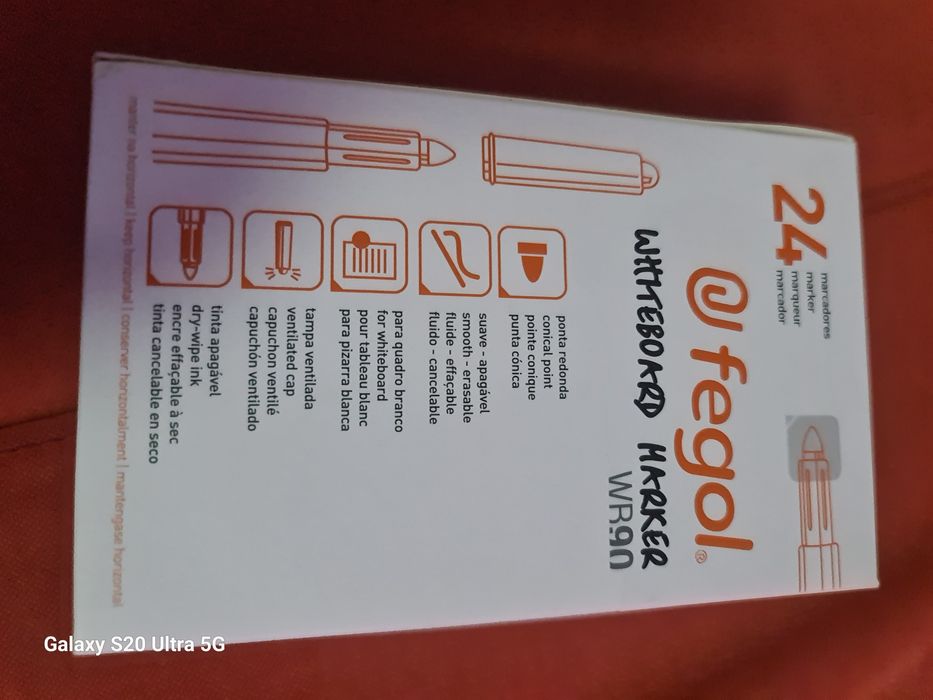 24
marcadores
marker
marqueur
marcador
fegol®
WHITEBOARD MARKER
WB.90
ponta redonda
conical point
pointe conique
punta cónica
suave - apagável
smooth - erasable
fluide - effaçable
fluido - cancelable
para quadro branco
for whiteboard
pour tableau blanc
para pizarra blanca
tampa ventilada
ventilated cap
capuchon ventilé
capuchón ventilado
tinta apagável
dry-wipe ink
encre effaçable à sec
tinta cancelable en seco
manter na horizontal | keep horizontal | conserver horizontalment | mantengase horizontal
Galaxy S20 Ultra 5G